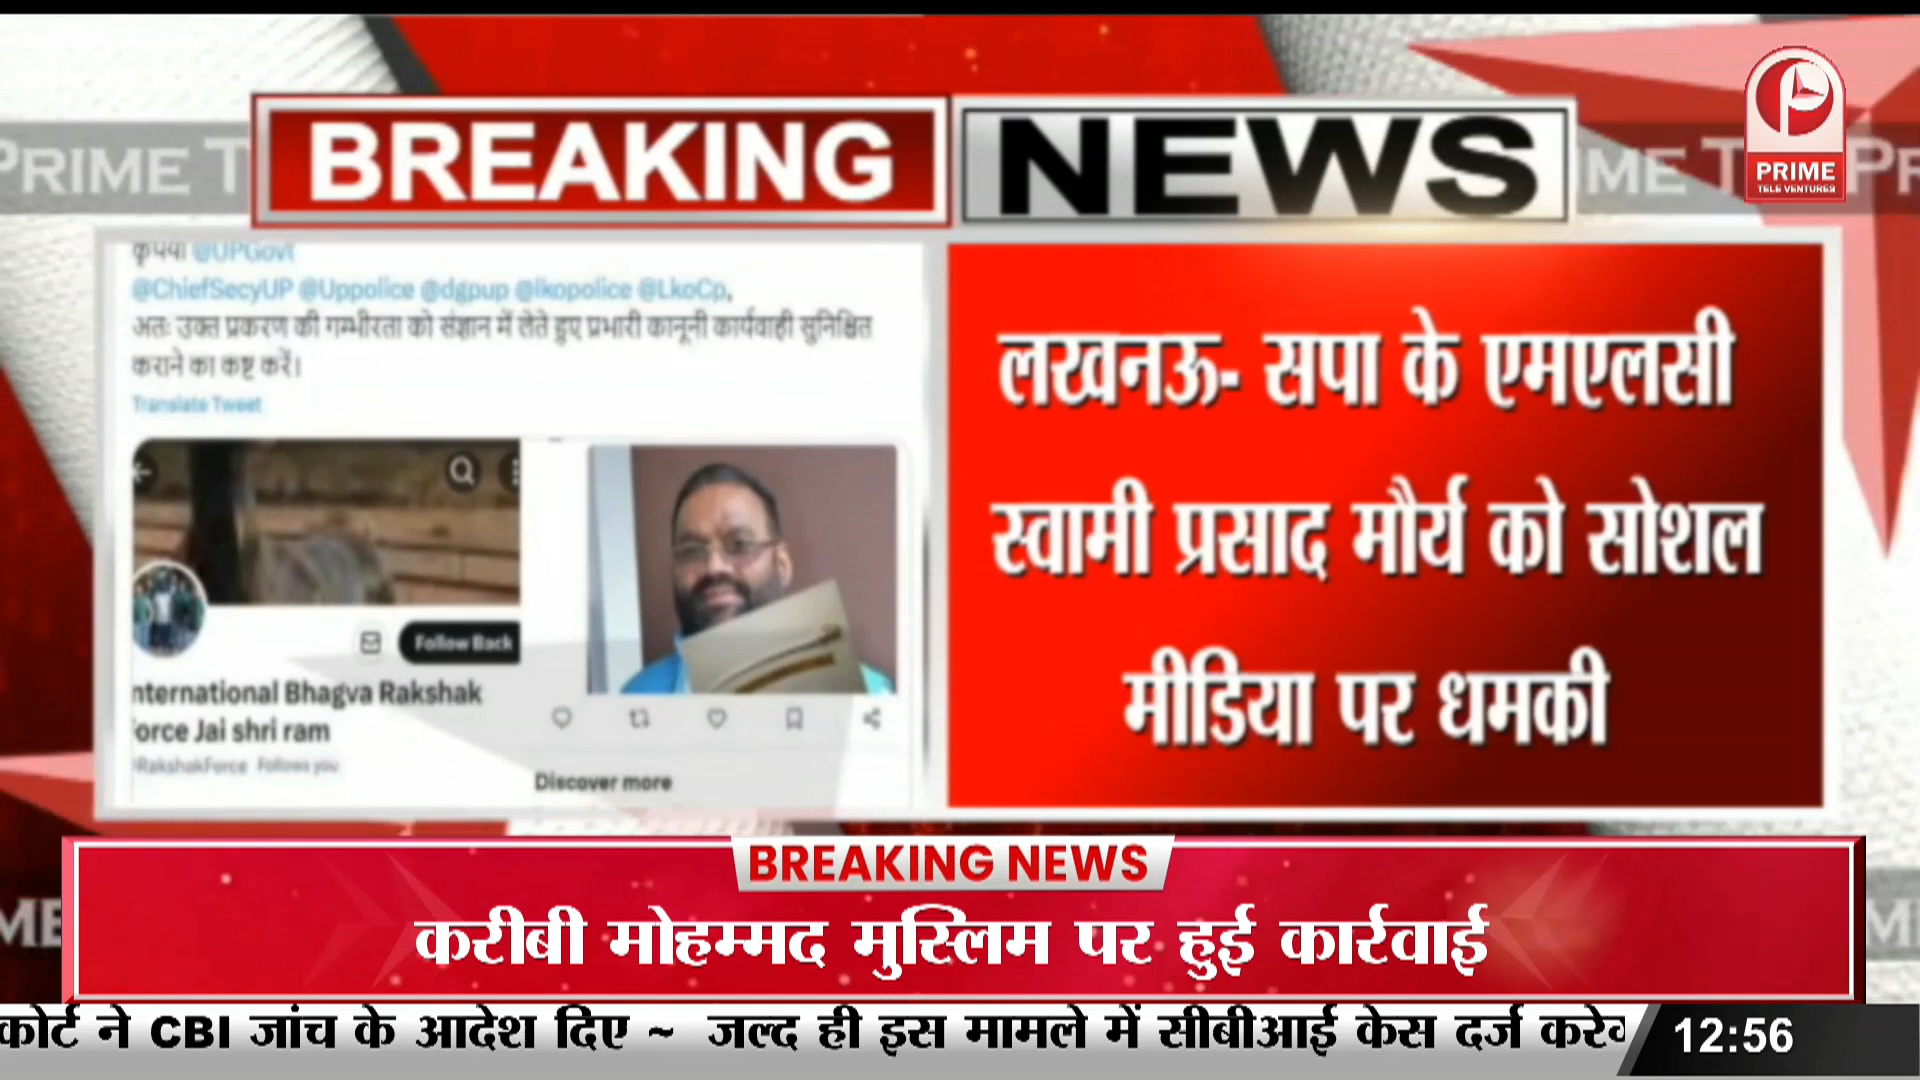 BREAKING NEWS
PRIME
TELE VENTURES
कृपया @UPGovt
@ChiefSecyUP @Uppolice @dgpup @lkopolice @LkoCp,
अतः उक्त प्रकरण की गम्भीरता को संज्ञान में लेते हुए प्रभारी कानूनी कार्यवाही सुनिश्चित
कराने का कष्ट करें।
Translate Tweet
Follow Back
nternational Bhagva Rakshak
orce Jai shri ram
RakshakForce Follows you
Discover more
लखनऊ- सपा के एमएलसी
स्वामी प्रसाद मौर्य को सोशल
मीडिया पर धमकी
BREAKING NEWS
करीबी मोहम्मद मुस्लिम पर हुई कार्रवाई
कोर्ट ने CBI जांच के आदेश दिए ~ जल्द ही इस मामले में सीबीआई केस दर्ज
12:56